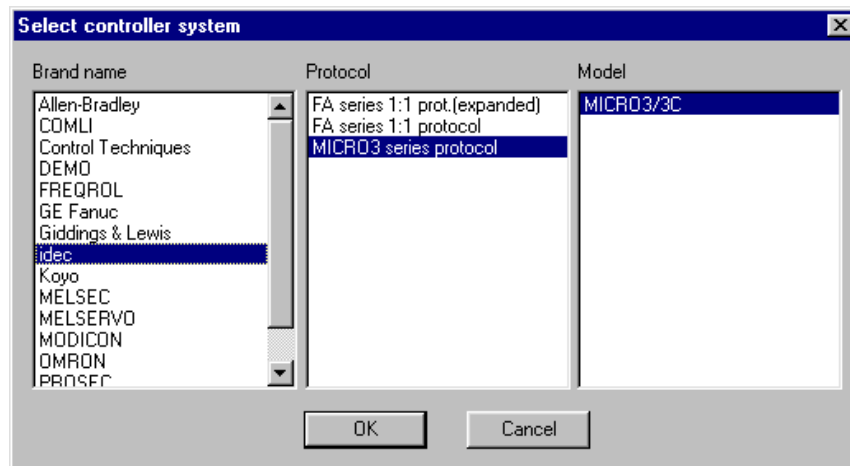 Select controller system
Brand name
Protocol
Model
Allen-Bradley
COMLI
Control Techniques
DEMO
FREQROL
GE Fanuc
Giddings & Lewis
idec
Koyo
MELSEC
MELSERVO
MODICON
OMRON
PROSEC
FA series 1:1 prot.(expanded)
FA series 1:1 protocol
MICRO3 series protocol
MICRO3/3C
OK
Cancel